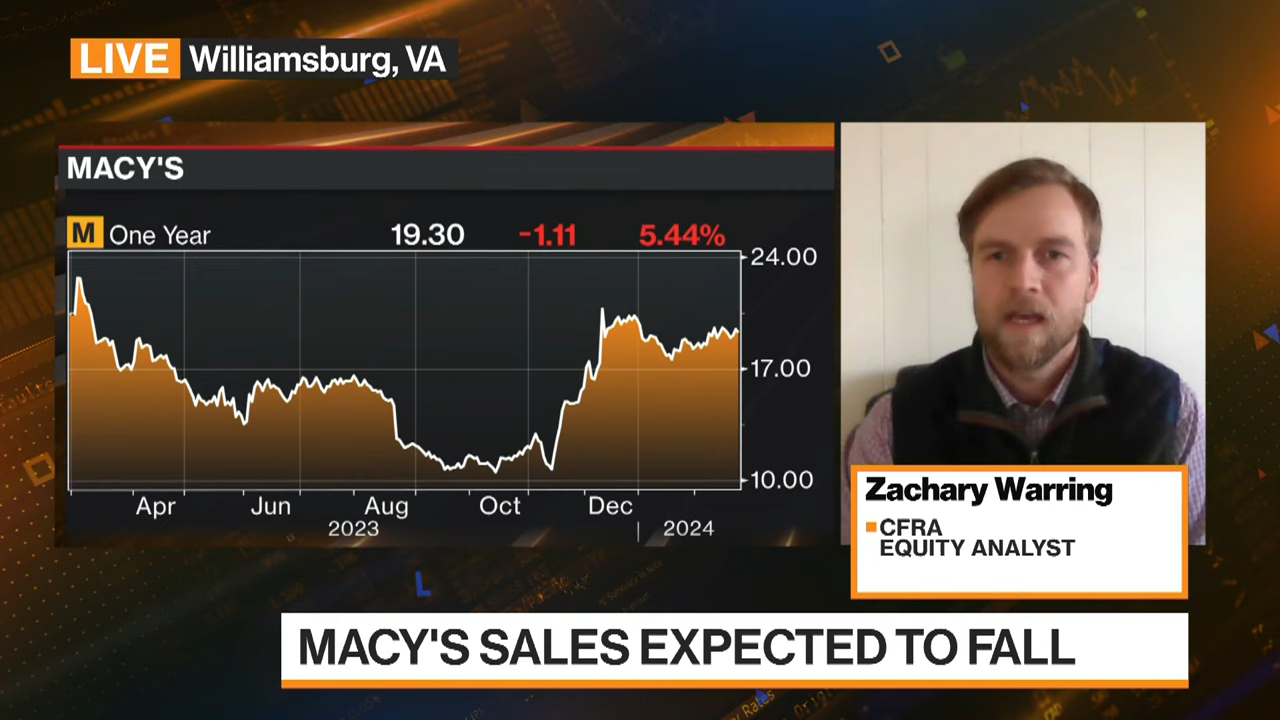 LIVE Williamsburg, VA
MACY'S
M One Year 19.30 -1.11 5.44%
24.00
17.00
10.00
Apr Jun Aug Oct Dec
2023 2024
Zachary Warring
CFRA
EQUITY ANALYST
MACY'S SALES EXPECTED TO FALL